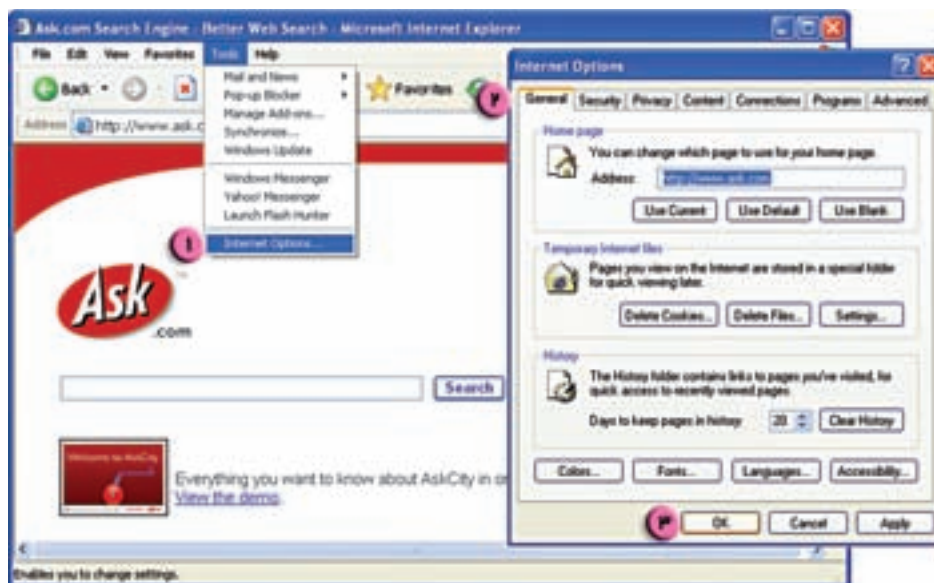 Ask.com Search Engine - Better Web Search - Microsoft Internet Explorer
File Edit View Favorites Tools Help
Back
Favorites
Address http://www.ask.c
Mail and News
Pop-up Blocker
Manage Add-ons...
Synchronize...
Windows Update
Windows Messenger
Yahoo! Messenger
Launch Flash Hunter
Internet Options...
۱
Ask
.com
Search
Welcome to AskCity
Everything you want to know about AskCity in or
View the demo.
Enables you to change settings.
۲
Internet Options
General Security Privacy Content Connections Programs Advanced
Home page
You can change which page to use for your home page.
Address: http://www.ask.com
Use Current Use Default Use Blank
Temporary Internet files
Pages you view on the Internet are stored in a special folder
for quick viewing later.
Delete Cookies... Delete Files... Settings...
History
The History folder contains links to pages you've visited, for
quick access to recently viewed pages.
Days to keep pages in history: 20 Clear History
Colors... Fonts... Languages... Accessibility...
۳
OK Cancel Apply